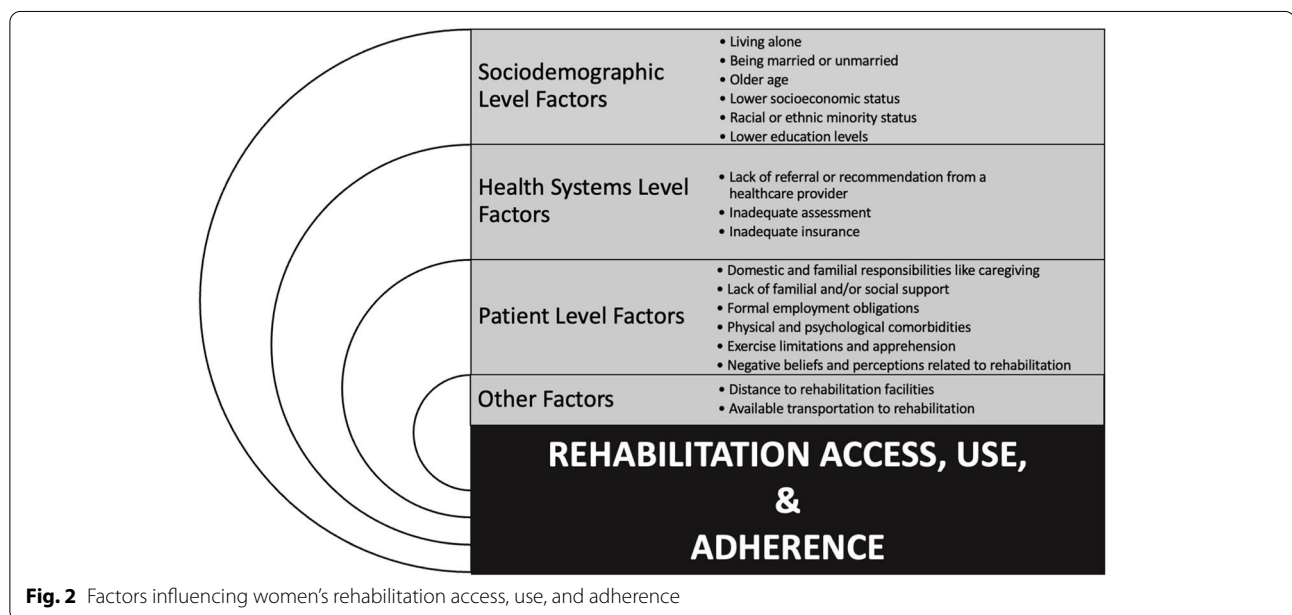 Sociodemographic
Level Factors
• Living alone
• Being married or unmarried
• Older age
• Lower socioeconomic status
• Racial or ethnic minority status
• Lower education levels
Health Systems Level
Factors
• Lack of referral or recommendation from a
healthcare provider
• Inadequate assessment
• Inadequate insurance
Patient Level Factors
• Domestic and familial responsibilities like caregiving
• Lack of familial and/or social support
• Formal employment obligations
• Physical and psychological comorbidities
• Exercise limitations and apprehension
• Negative beliefs and perceptions related to rehabilitation
Other Factors
• Distance to rehabilitation facilities
• Available transportation to rehabilitation
REHABILITATION ACCESS, USE,
&
ADHERENCE
Fig. 2 Factors influencing women’s rehabilitation access, use, and adherence